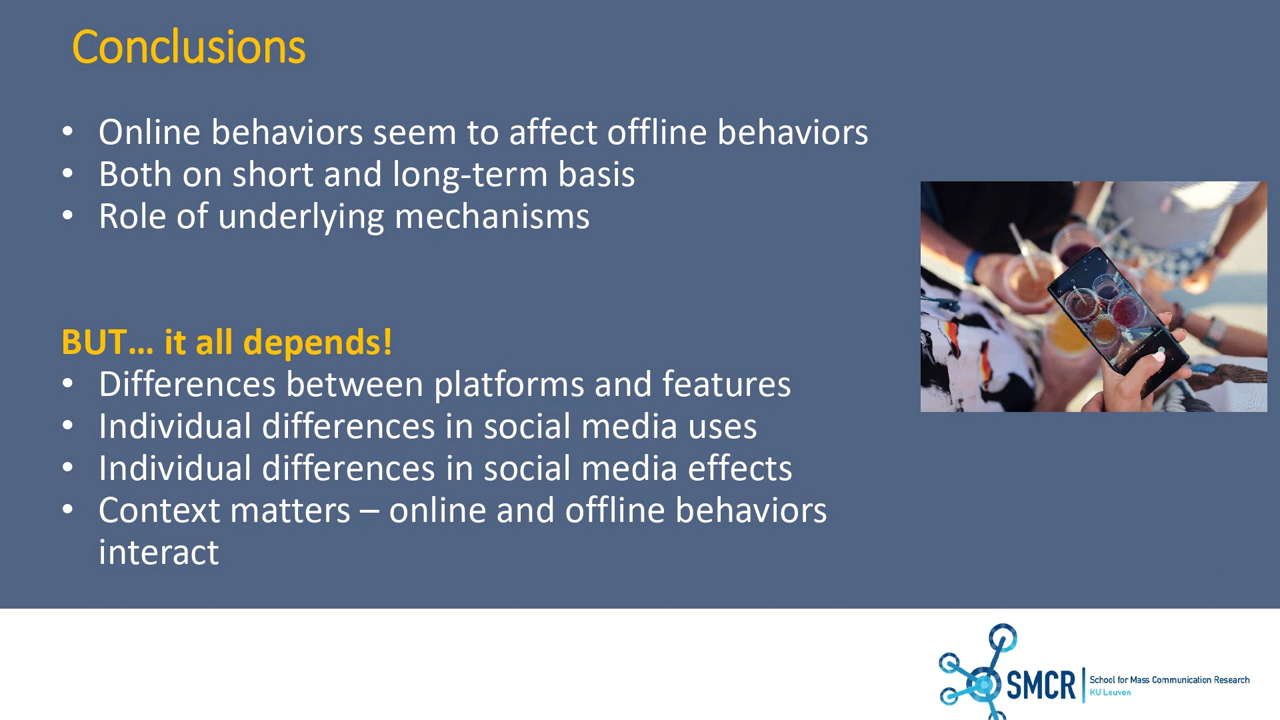 Conclusions
• Online behaviors seem to affect offline behaviors
• Both on short and long-term basis
• Role of underlying mechanisms
BUT... it all depends!
• Differences between platforms and features
• Individual differences in social media uses
• Individual differences in social media effects
• Context matters – online and offline behaviors
interact
SMCR School for Mass Communication Research
KU Leuven